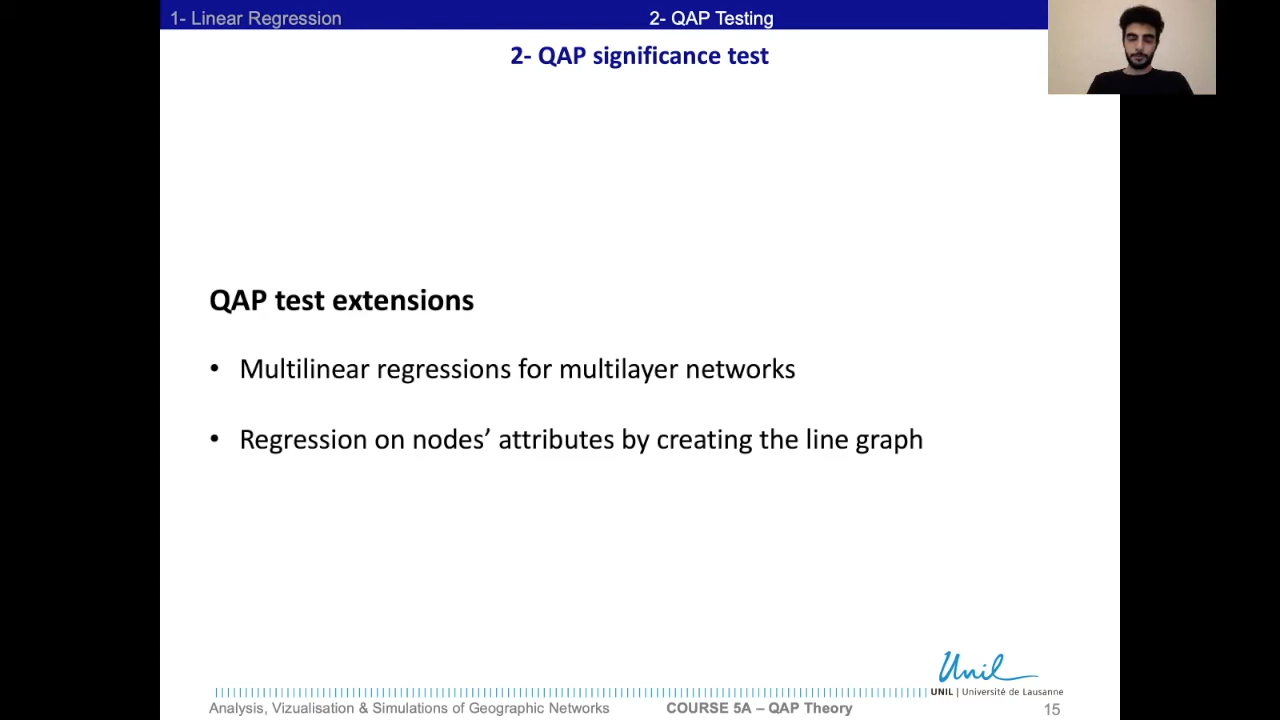 1- Linear Regression
2- QAP Testing
2- QAP significance test
QAP test extensions
• Multilinear regressions for multilayer networks
• Regression on nodes’ attributes by creating the line graph
Unil
UNIL | Université de Lausanne
Analysis, Vizualisation & Simulations of Geographic Networks
COURSE 5A – QAP Theory
15